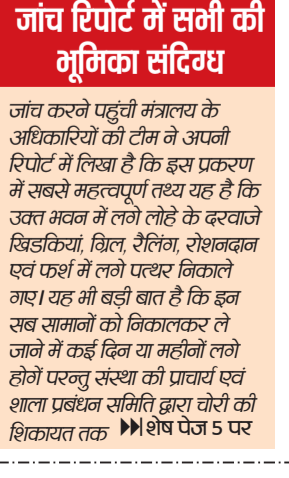 जांच रिपोर्ट में सभी की
भूमिका संदिग्ध
जांच करने पहुंची मंत्रालय के
अधिकारियों की टीम ने अपनी
रिपोर्ट में लिखा है कि इस प्रकरण
में सबसे महत्वपूर्ण तथ्य यह है कि
उक्त भवन में लगे लोहे के दरवाजे
खिडकियां, ग्रिल, रैलिंग, रोशनदान
एवं फर्श में लगे पत्थर निकाले
गए। यह भी बड़ी बात है कि इन
सब सामानों को निकालकर ले
जाने में कई दिन या महीनों लगे
होगें परन्तु संस्था की प्राचार्य एवं
शाला प्रबंधन समिति द्वारा चोरी की
शिकायत तक ▶▶|शेष पेज 5 पर